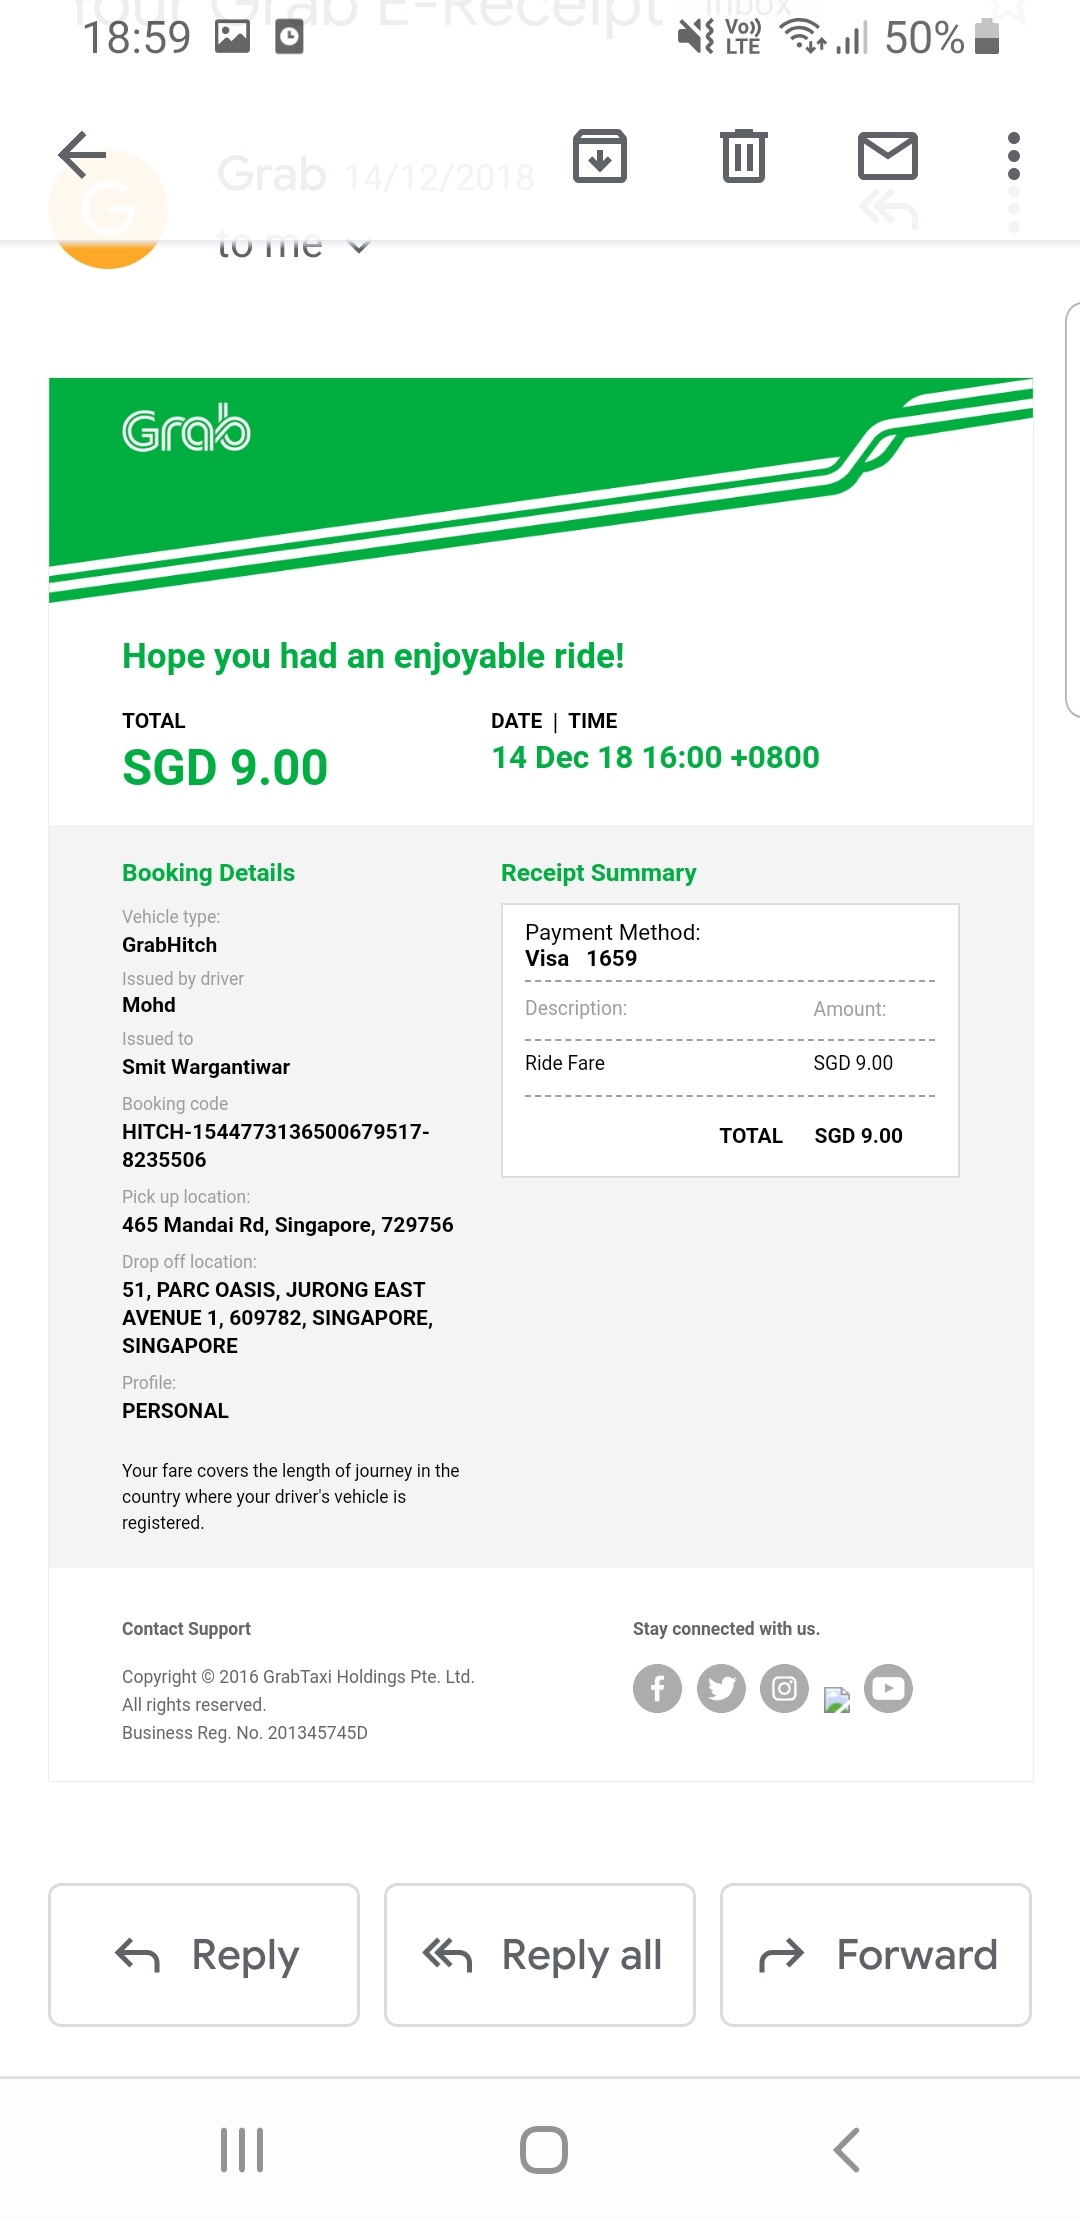 Your Grab E-Receipt Inbox
18:59 Vo)) LTE 50%
G Grab 14/12/2018
to me
Grab
Hope you had an enjoyable ride!
TOTAL
SGD 9.00
DATE | TIME
14 Dec 18 16:00 +0800
Booking Details
Vehicle type:
GrabHitch
Issued by driver
Mohd
Issued to
Smit Wargantiwar
Booking code
HITCH-1544773136500679517-
8235506
Pick up location:
465 Mandai Rd, Singapore, 729756
Drop off location:
51, PARC OASIS, JURONG EAST
AVENUE 1, 609782, SINGAPORE,
SINGAPORE
Profile:
PERSONAL
Your fare covers the length of journey in the
country where your driver's vehicle is
registered.
Receipt Summary
Payment Method:
Visa 1659
Description: Amount:
Ride Fare SGD 9.00
TOTAL SGD 9.00
Contact Support
Copyright © 2016 GrabTaxi Holdings Pte. Ltd.
All rights reserved.
Business Reg. No. 201345745D
Stay connected with us.
Reply Reply all Forward